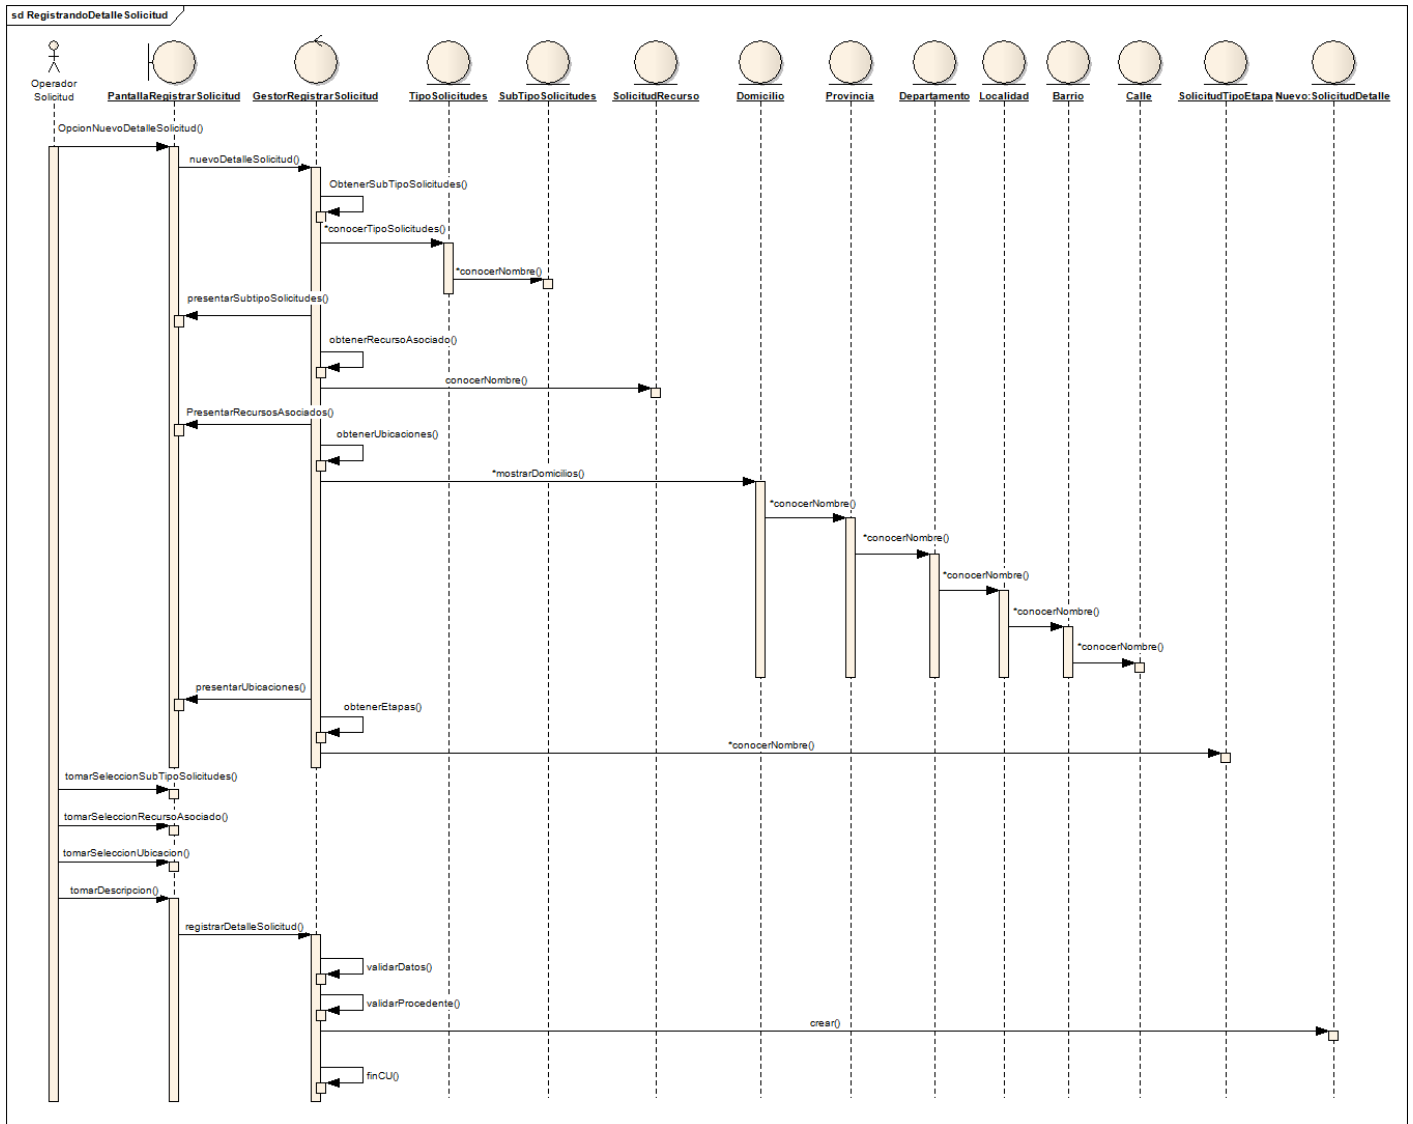 sd RegistrandoDetalleSolicitud
Operador
Solicitud
PantallaRegistrarSolicitud
GestorRegistrarSolicitud
TipoSolicitudes
SubTipoSolicitudes
SolicitudRecurso
Domicilio
Provincia
Departamento
Localidad
Barrio
Calle
SolicitudTipoEtapa
Nuevo:SolicitudDetalle
OpcionNuevoDetalleSolicitud()
nuevoDetalleSolicitud()
ObtenerSubTipoSolicitudes()
*conocerTipoSolicitudes()
*conocerNombre()
presentarSubtipoSolicitudes()
obtenerRecursoAsociado()
conocerNombre()
PresentarRecursosAsociados()
obtenerUbicaciones()
*mostrarDomicilios()
*conocerNombre()
*conocerNombre()
*conocerNombre()
*conocerNombre()
*conocerNombre()
presentarUbicaciones()
obtenerEtapas()
*conocerNombre()
tomarSeleccionSubTipoSolicitudes()
tomarSeleccionRecursoAsociado()
tomarSeleccionUbicacion()
tomarDescripcion()
registrarDetalleSolicitud()
validarDatos()
validarProcedente()
crear()
finCU()